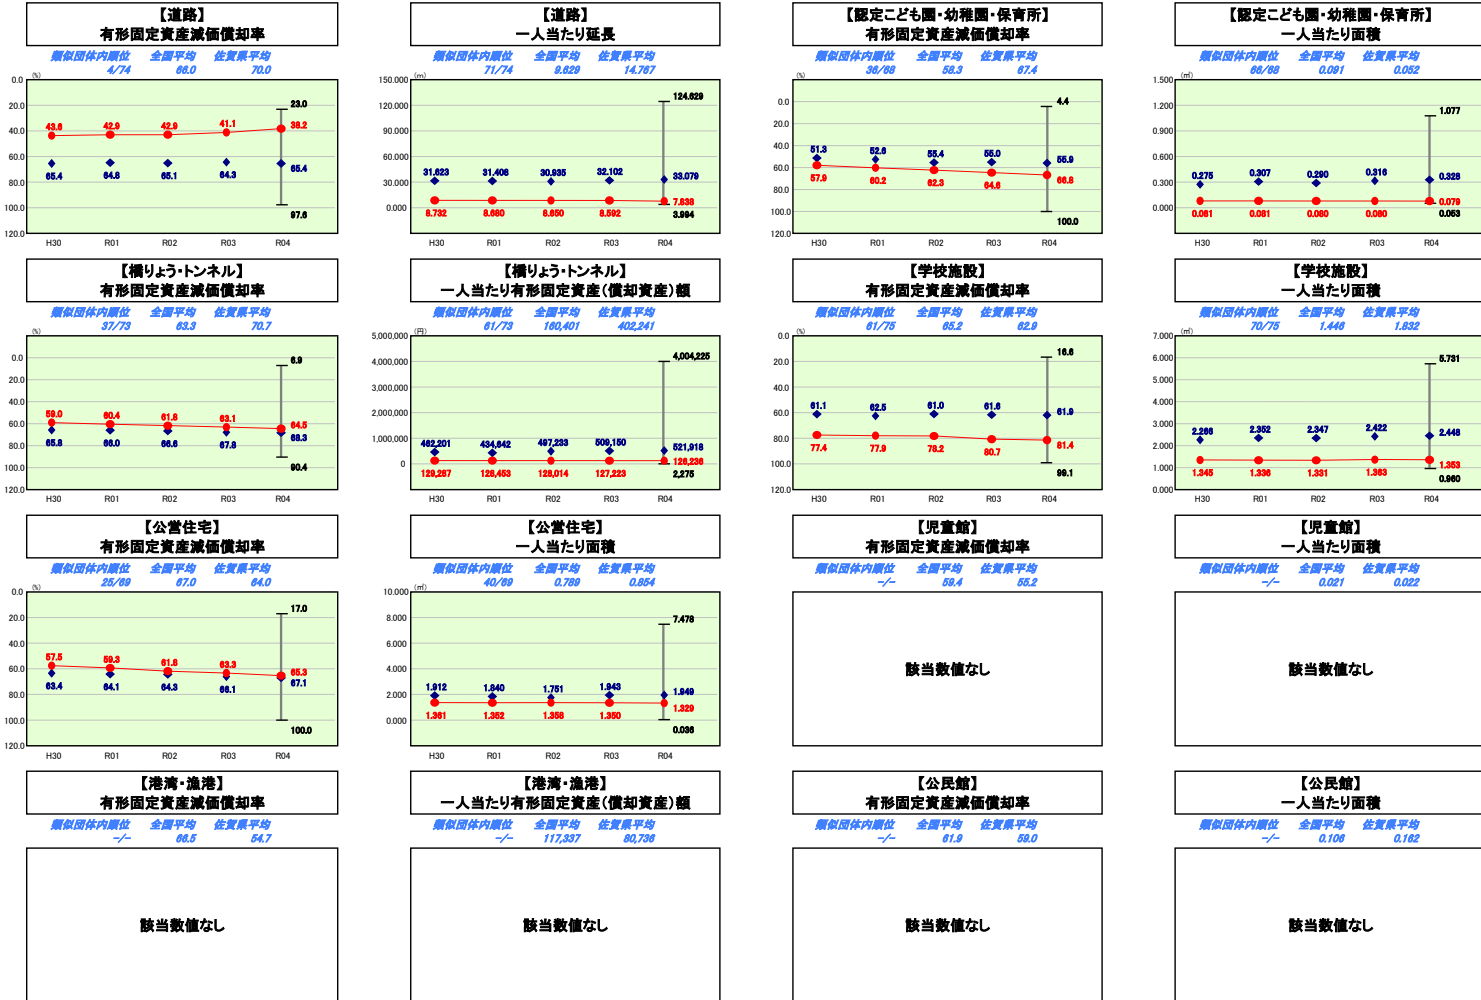 【道路】
有形固定資産減価償却率
類似団体内順位 全国平均 佐賀県平均
4/74 66.0 70.0
(%)
0.0
20.0
40.0
60.0
80.0
100.0
120.0
43.6 42.9 42.9 41.1 38.2
65.4 64.8 65.1 64.3 65.4
23.0
97.6
H30 R01 R02 R03 R04
【道路】
一人当たり延長
類似団体内順位 全国平均 佐賀県平均
71/74 9.629 14.767
(m)
150.000
120.000
90.000
60.000
30.000
0.000
124.629
31.623 31.408 30.935 32.102 33.079
8.732 8.680 8.650 8.592 7.838
3.994
H30 R01 R02 R03 R04
【認定こども園・幼稚園・保育所】
有形固定資産減価償却率
類似団体内順位 全国平均 佐賀県平均
36/68 58.3 67.4
(%)
0.0
20.0
40.0
60.0
80.0
100.0
120.0
4.4
51.3 52.6 55.4 55.0 55.9
57.9 60.2 62.3 64.6 66.8
100.0
H30 R01 R02 R03 R04
【認定こども園・幼稚園・保育所】
一人当たり面積
類似団体内順位 全国平均 佐賀県平均
66/68 0.091 0.052
(㎡)
1.500
1.200
0.900
0.600
0.300
0.000
1.077
0.275 0.307 0.290 0.316 0.328
0.081 0.081 0.080 0.080 0.079
0.053
H30 R01 R02 R03 R04
【橋りょう・トンネル】
有形固定資産減価償却率
類似団体内順位 全国平均 佐賀県平均
37/73 63.3 70.7
(%)
0.0
20.0
40.0
60.0
80.0
100.0
120.0
6.9
59.0 60.4 61.8 63.1 64.5
65.8 66.0 66.6 67.8 68.3
90.4
H30 R01 R02 R03 R04
【橋りょう・トンネル】
一人当たり有形固定資産(償却資産)額
類似団体内順位 全国平均 佐賀県平均
61/73 160,401 402,241
(円)
5,000,000
4,000,000
3,000,000
2,000,000
1,000,000
0
4,004,225
462,201 434,642 497,233 509,150 521,918
129,287 128,453 128,014 127,223 126,236
2,275
H30 R01 R02 R03 R04
【学校施設】
有形固定資産減価償却率
類似団体内順位 全国平均 佐賀県平均
61/75 65.2 62.9
(%)
0.0
20.0
40.0
60.0
80.0
100.0
120.0
16.6
61.1 62.5 61.0 61.6 61.9
77.4 77.9 78.2 80.7 81.4
99.1
H30 R01 R02 R03 R04
【学校施設】
一人当たり面積
類似団体内順位 全国平均 佐賀県平均
70/75 1.446 1.832
(㎡)
7.000
6.000
5.000
4.000
3.000
2.000
1.000
0.000
5.731
2.266 2.352 2.347 2.422 2.448
1.345 1.336 1.331 1.363 1.353
0.960
H30 R01 R02 R03 R04
【公営住宅】
有形固定資産減価償却率
類似団体内順位 全国平均 佐賀県平均
25/69 67.0 64.0
(%)
0.0
20.0
40.0
60.0
80.0
100.0
120.0
17.0
57.5 59.3 61.8 63.3 65.3
63.4 64.1 64.3 66.1 67.1
100.0
H30 R01 R02 R03 R04
【公営住宅】
一人当たり面積
類似団体内順位 全国平均 佐賀県平均
40/69 0.789 0.854
(㎡)
10.000
8.000
6.000
4.000
2.000
0.000
7.478
1.912 1.840 1.751 1.943 1.949
1.361 1.352 1.358 1.350 1.329
0.036
H30 R01 R02 R03 R04
【児童館】
有形固定資産減価償却率
類似団体内順位 全国平均 佐賀県平均
-/- 59.4 55.2
該当数値なし
【児童館】
一人当たり面積
類似団体内順位 全国平均 佐賀県平均
-/- 0.021 0.022
該当数値なし
【港湾・漁港】
有形固定資産減価償却率
類似団体内順位 全国平均 佐賀県平均
-/- 66.5 54.7
該当数値なし
【港湾・漁港】
一人当たり有形固定資産(償却資産)額
類似団体内順位 全国平均 佐賀県平均
-/- 117,337 80,736
該当数値なし
【公民館】
有形固定資産減価償却率
類似団体内順位 全国平均 佐賀県平均
-/- 61.9 59.0
該当数値なし
【公民館】
一人当たり面積
類似団体内順位 全国平均 佐賀県平均
-/- 0.106 0.162
該当数値なし